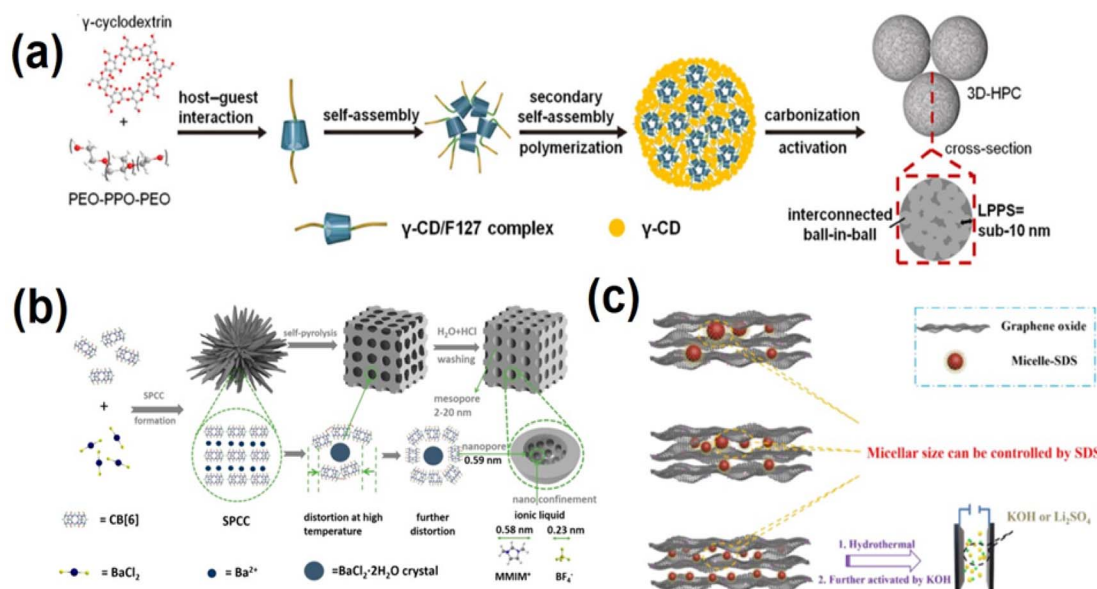 (a)
γ-cyclodextrin
+
PEO-PPO-PEO
host–guest
interaction
self-assembly
secondary
self-assembly
polymerization
carbonization
activation
3D-HPC
cross-section
interconnected
ball-in-ball
LPPS=
sub-10 nm
γ-CD/F127 complex
γ-CD
(b)
+
SPCC
formation
self-pyrolysis
H₂O+HCl
washing
mesopore
2-20 nm
nanopore
0.59 nm
nano confinement
ionic liquid
0.58 nm
0.23 nm
MMIM⁺
BF₄⁻
SPCC
distortion at high
temperature
further
distortion
= CB[6]
= BaCl₂
= Ba²⁺
=BaCl₂·2H₂O crystal
(c)
Graphene oxide
Micelle-SDS
Micellar size can be controlled by SDS
1. Hydrothermal
2. Further activated by KOH
KOH or Li₂SO₄